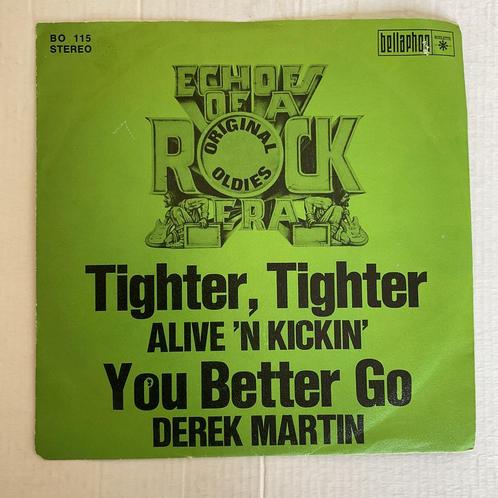 BO 115
STEREO
bellaphon
ROULETTE
ECHOES
OF A
ROCK
ORIGINAL
OLDIES
ERA
Tighter, Tighter
ALIVE 'N KICKIN'
You Better Go
DEREK MARTIN